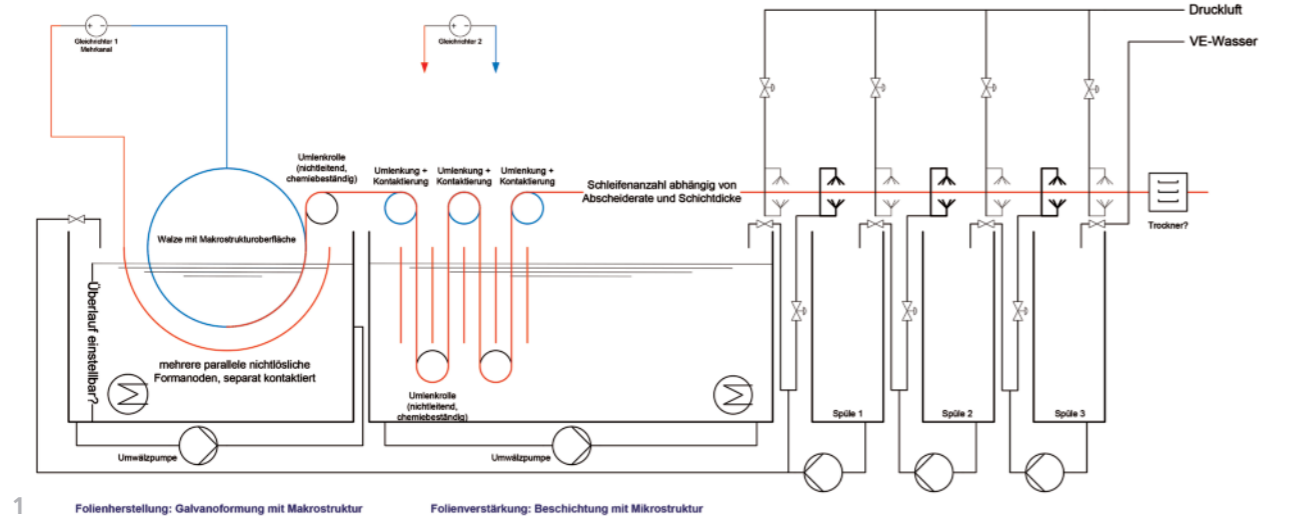 Druckluft
VE-Wasser
Gleichrichter 1
Mehrkanal
Gleichrichter 2
Umlenkrolle
(nichtleitend,
chemiebeständig)
Umlenkung +
Kontaktierung
Umlenkung +
Kontaktierung
Umlenkung +
Kontaktierung
Schleifenanzahl abhängig von
Abscheiderate und Schichtdicke
Trockner?
Walze mit Makrostrukturoberfläche
Überlauf einstellbar?
mehrere parallele nichtlösliche
Formanoden, separat kontaktiert
Umlenkrolle
(nichtleitend,
chemiebeständig)
Spüle 1
Spüle 2
Spüle 3
Umwälzpumpe
Umwälzpumpe
1
Folienherstellung: Galvanoformung mit Makrostruktur
Folienverstärkung: Beschichtung mit Mikrostruktur